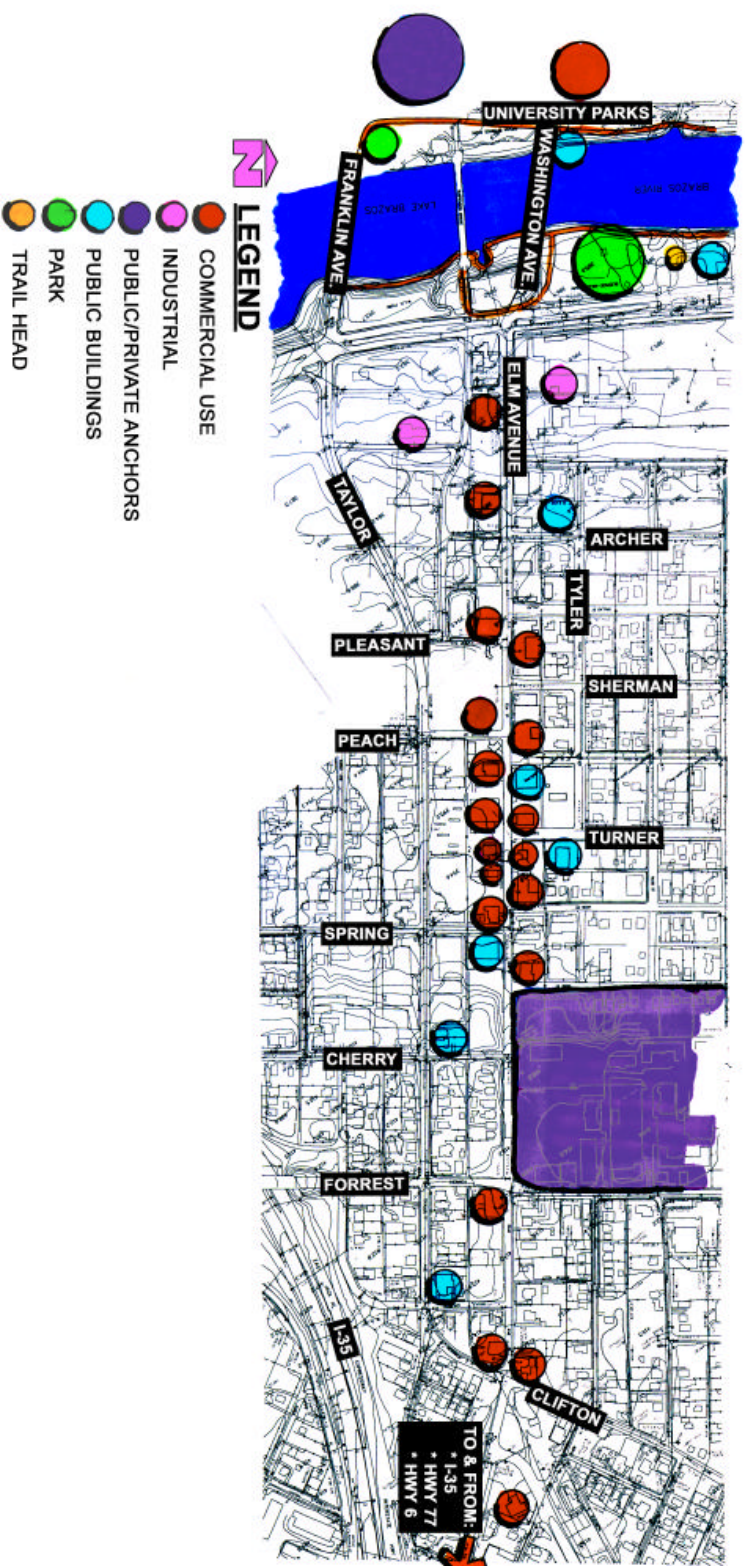 UNIVERSITY PARKS
WASHINGTON AVE.
FRANKLIN AVE.
LAKE BRAZOS
BRAZOS RIVER
ELM AVENUE
TAYLOR
ARCHER
TYLER
PLEASANT
SHERMAN
PEACH
TURNER
SPRING
CHERRY
FORREST
I-35
CLIFTON
TO & FROM:
* I-35
* HWY 77
* HWY 6
N
LEGEND
COMMERCIAL USE
INDUSTRIAL
PUBLIC/PRIVATE ANCHORS
PUBLIC BUILDINGS
PARK
TRAIL HEAD